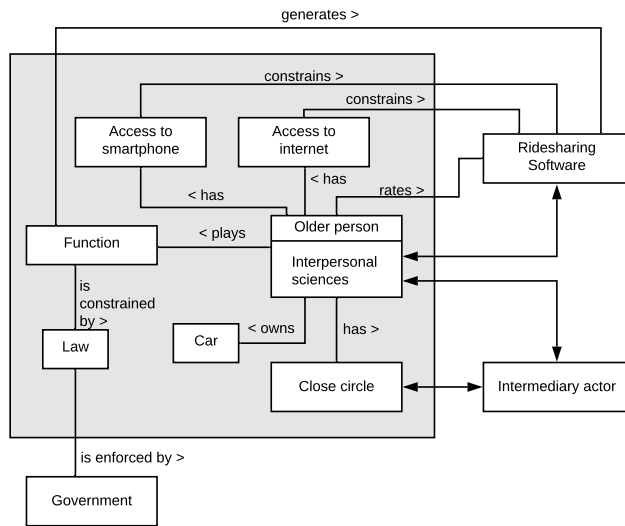 generates >
constrains >
constrains >
Access to
smartphone
Access to
internet
Ridesharing
Software
< has
< has
rates >
Older person
Function
< plays
Interpersonal
sciences
is
constrained
by >
Law
Car
< owns
has >
Close circle
Intermediary actor
is enforced by >
Government